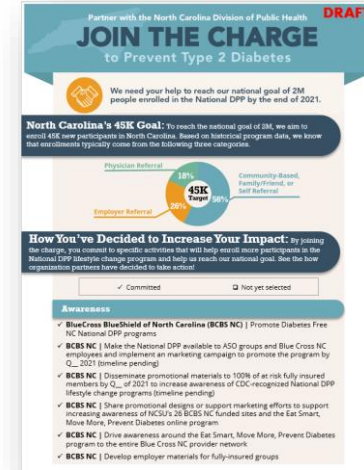 Partner with the North Carolina Division of Public Health
DRAF
JOIN THE CHARGE
to Prevent Type 2 Diabetes
We need your help to reach our national goal of 2M
people enrolled in the National DPP by the end of 2021.
North Carolina's 45K Goal: To reach the national goal of 2M, we aim to
enroll 45K new participants in North Carolina. Based on historical program data, we know
that enrollments typically come from the following three categories.
Physician Referral
18%
Community-Based,
Family/Friend, or
Self Referral
45K
Target
56%
26%
Employer Referral
How You've Decided to Increase Your Impact: By joining
the charge, you commit to specific activities that will help enroll more participants in the
National DPP lifestyle change program and help us reach our national goal. See the how
organization partners have decided to take action!
✓ Committed
❑ Not yet selected
Awareness
✓ BlueCross BlueShield of North Carolina (BCBS NC) | Promote Diabetes Free
NC National DPP programs
✓ BCBS NC | Make the National DPP available to ASO groups and Blue Cross NC
employees and implement an marketing campaign to promote the program by
Q__ 2021 (timeline pending)
✓ BCBS NC | Disseminate promotional materials to 100% of at risk fully insured
members by Q__ of 2021 to increase awareness of CDC-recognized National DPP
lifestyle change programs (timeline pending)
✓ BCBS NC | Share promotional designs or support marketing efforts to support
increasing awareness of NCSU's 26 BCBS NC funded sites and the Eat Smart,
Move More, Prevent Diabetes online program
✓ BCBS NC | Drive awareness around the Eat Smart, Move More, Prevent Diabetes
program to the entire Blue Cross NC provider network
✓ BCBS NC | Develop employer materials for fully-insured groups